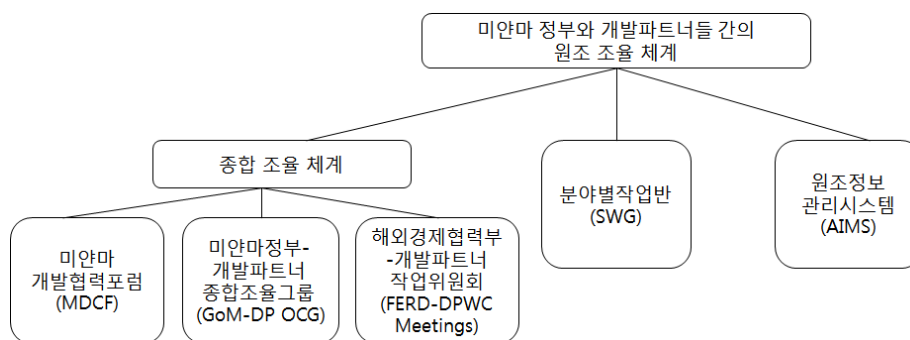 미얀마 정부와 개발파트너들 간의
원조 조율 체계
종합 조율 체계
분야별작업반
(SWG)
원조정보
관리시스템
(AIMS)
미얀마
개발협력포럼
(MDCF)
미얀마정부-
개발파트너
종합조율그룹
(GoM-DP OCG)
해외경제협력부
-개발파트너
작업위원회
(FERD-DPWC
Meetings)